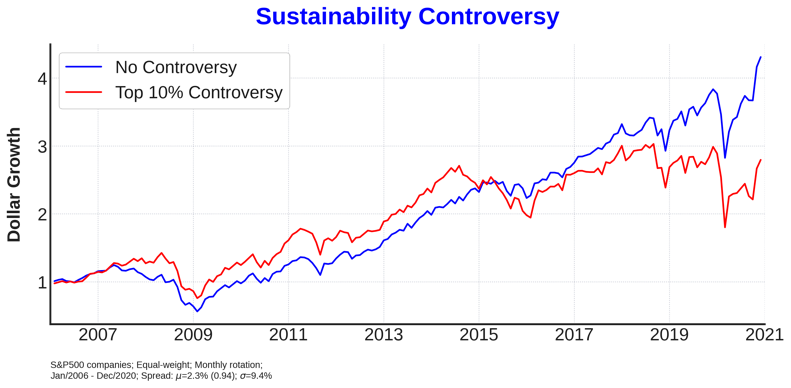 Sustainability Controversy
Dollar Growth
No Controversy
Top 10% Controversy
4
3
2
1
2007 2009 2011 2013 2015 2017 2019 2021
S&P500 companies; Equal-weight; Monthly rotation;
Jan/2006 - Dec/2020; Spread: μ=2.3% (0.94); σ=9.4%